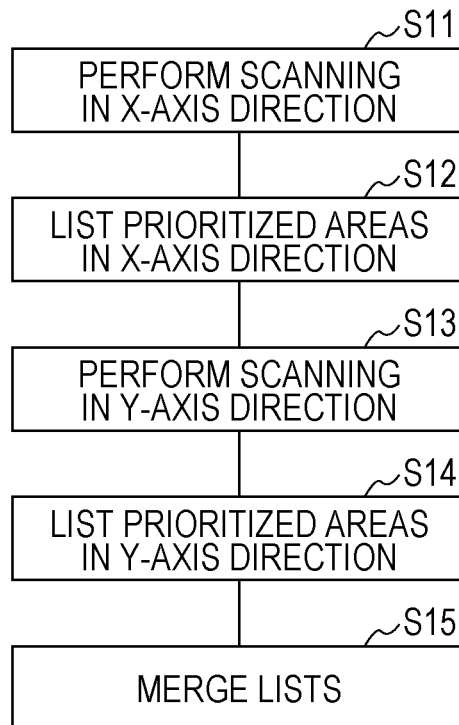 S11
PERFORM SCANNING
IN X-AXIS DIRECTION
S12
LIST PRIORITIZED AREAS
IN X-AXIS DIRECTION
S13
PERFORM SCANNING
IN Y-AXIS DIRECTION
S14
LIST PRIORITIZED AREAS
IN Y-AXIS DIRECTION
S15
MERGE LISTS